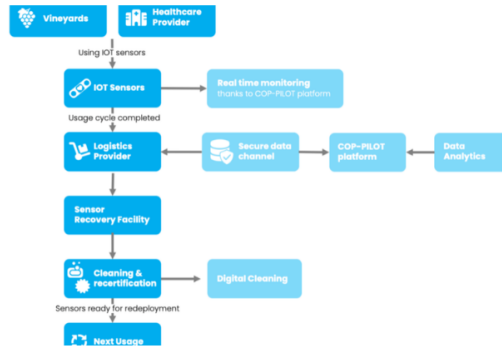 Vineyards
Healthcare
Provider
Using IOT sensors
IOT Sensors
Real time monitoring
thanks to COP-PILOT platform
Usage cycle completed
Logistics
Provider
Secure data
channel
COP-PILOT
platform
Data
Analytics
Sensor
Recovery Facility
Cleaning &
recertification
Digital Cleaning
Sensors ready for redeployment
Next Usage